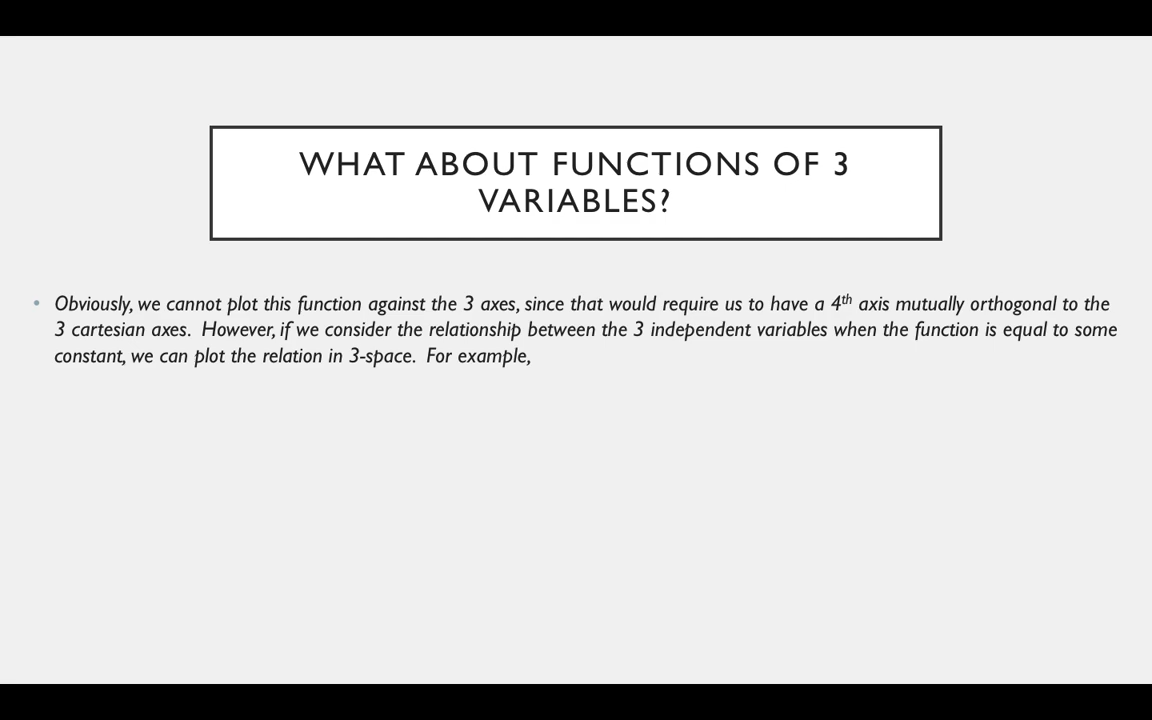 WHAT ABOUT FUNCTIONS OF 3
VARIABLES?
• Obviously, we cannot plot this function against the 3 axes, since that would require us to have a 4th axis mutually orthogonal to the
3 cartesian axes.  However, if we consider the relationship between the 3 independent variables when the function is equal to some
constant, we can plot the relation in 3-space.  For example,